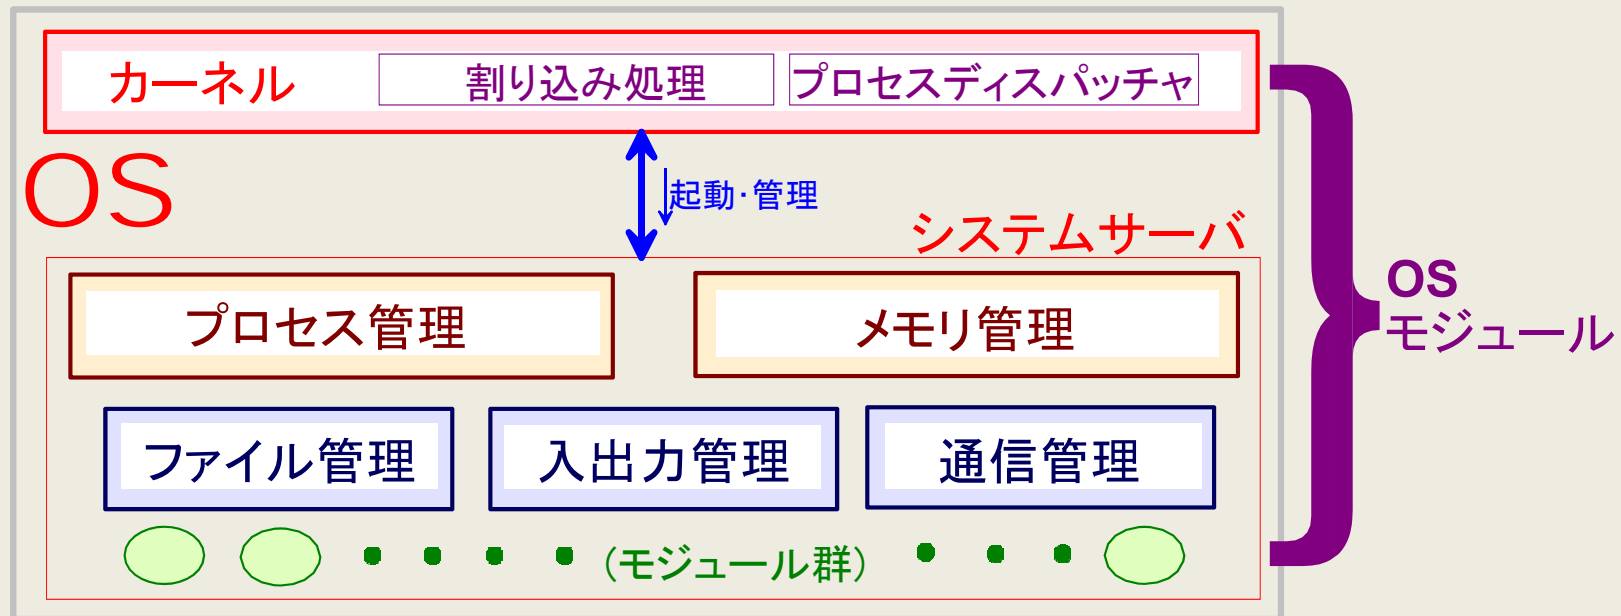 カーネル 割り込み処理 プロセスディスパッチャ
OS
起動・管理
システムサーバ
プロセス管理 メモリ管理
ファイル管理 入出力管理 通信管理
(モジュール群)
OS
モジュール